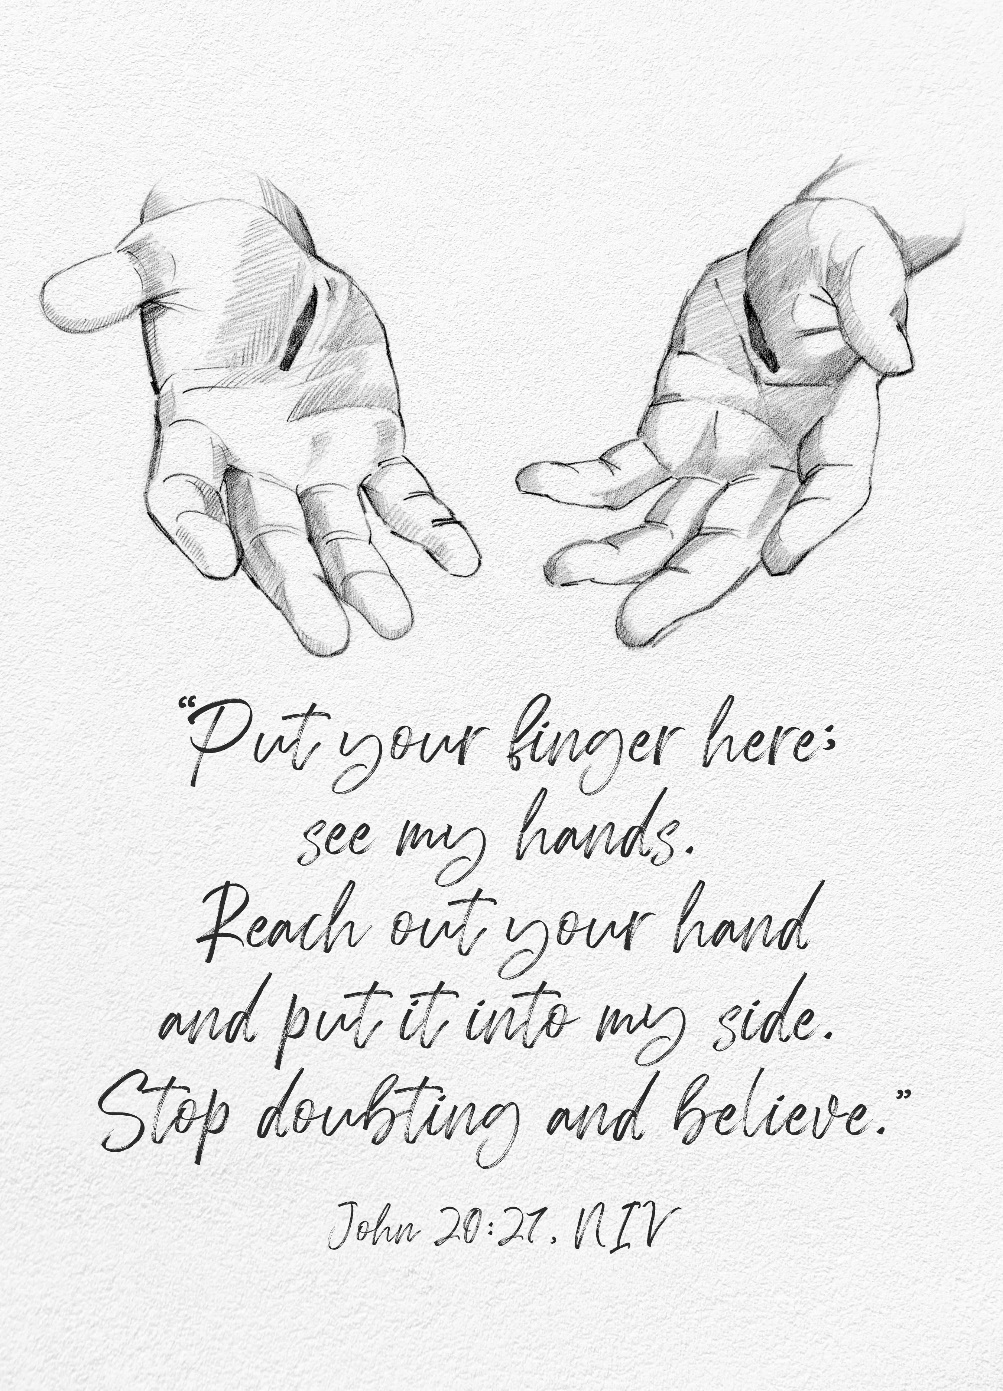 “Put your finger here;
see my hands.
Reach out your hand
and put it into my side.
Stop doubting and believe.”
John 20:27, NIV